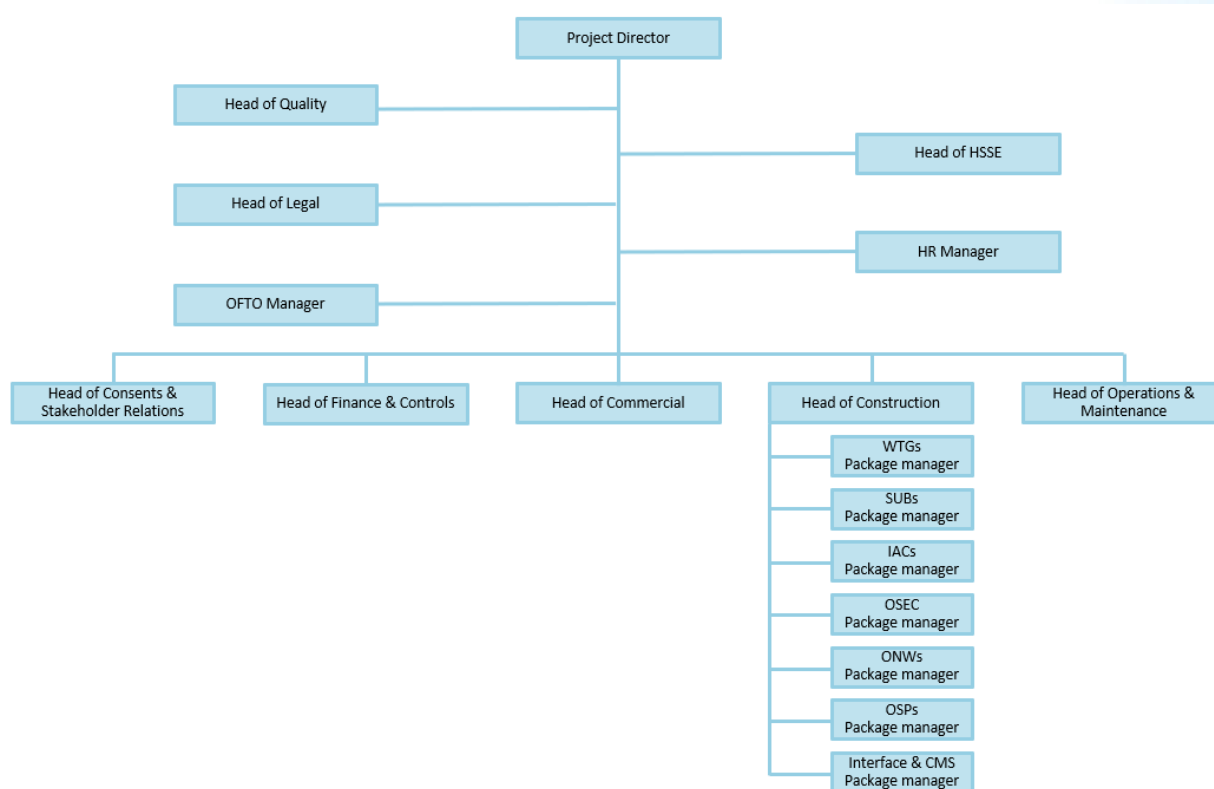 Project Director
Head of Quality
Head of HSSE
Head of Legal
HR Manager
OFTO Manager
Head of Consents &
Stakeholder Relations
Head of Finance & Controls
Head of Commercial
Head of Construction
Head of Operations &
Maintenance
WTGs
Package manager
SUBs
Package manager
IACs
Package manager
OSEC
Package manager
ONWs
Package manager
OSPs
Package manager
Interface & CMS
Package manager